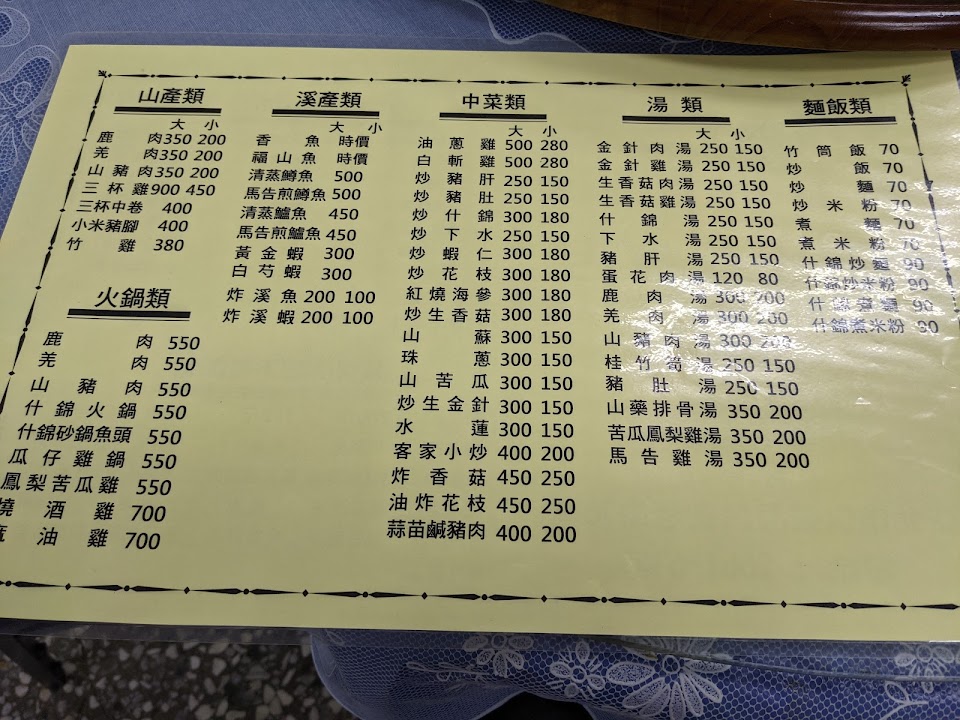 山產類
大 小
鹿肉 350 200
羌肉 350 200
山豬肉 350 200
三杯雞 900 450
三杯中卷 400
小米豬腳 400
竹雞 380
火鍋類
鹿肉 550
羌肉 550
山豬肉 550
什錦火鍋 550
什錦砂鍋魚頭 550
瓜仔雞鍋 550
鳳梨苦瓜雞 550
燒酒雞 700
油雞 700
溪產類
大 小
香魚 時價
福山魚 時價
清蒸鱒魚 500
馬告煎鱒魚 500
清蒸鱸魚 450
馬告煎鱸魚 450
黃金蝦 300
白芍蝦 300
炸溪魚 200 100
炸溪蝦 200 100
中菜類
大 小
油蔥雞 500 280
白斬雞 500 280
炒豬肝 250 150
炒豬肚 250 150
炒什錦 300 180
炒下水 250 150
炒蝦仁 300 180
炒花枝 300 180
紅燒海參 300 180
炒生香菇 300 180
山蘇 300 150
珠蔥 300 150
山苦瓜 300 150
炒生金針 300 150
水蓮 300 150
客家小炒 400 200
炸香菇 450 250
油炸花枝 450 250
蒜苗鹹豬肉 400 200
湯類
大 小
金針肉湯 250 150
金針雞湯 250 150
生香菇肉湯 250 150
生香菇雞湯 250 150
什錦湯 250 150
下水湯 250 150
豬肝湯 250 150
蛋花肉湯 120 80
鹿肉湯 300 200
羌肉湯 300 200
山豬肉湯 300 200
桂竹筍湯 250 150
豬肚湯 250 150
山藥排骨湯 350 200
苦瓜鳳梨雞湯 350 200
馬告雞湯 350 200
麵飯類
竹筒飯 70
炒飯 70
炒麵 70
炒米粉 70
煮麵 70
煮米粉 70
什錦炒麵 90
什錦炒米粉 90
什錦煮麵 90
什錦煮米粉 90